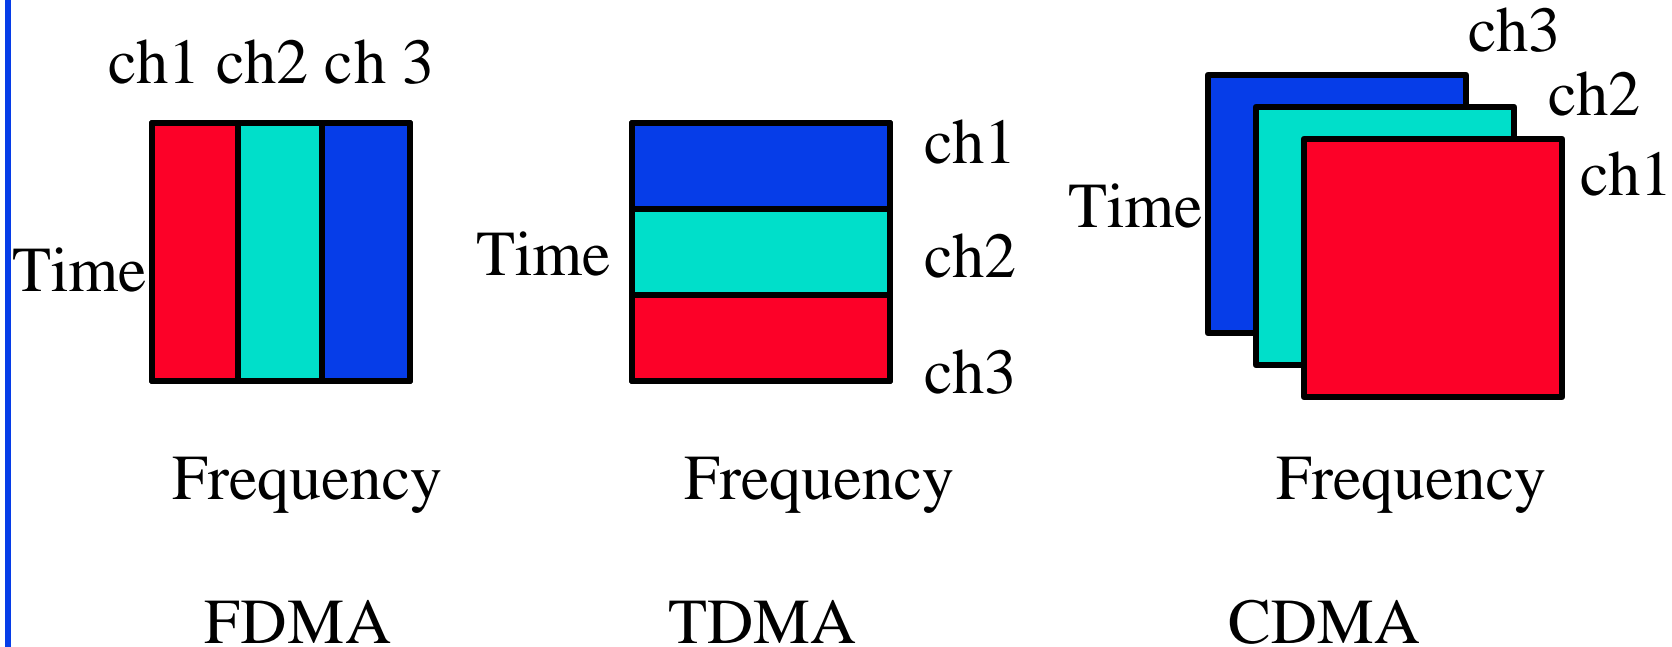 ch1 ch2 ch 3
Time
Frequency
FDMA
Time
ch1
ch2
ch3
Frequency
TDMA
ch3
ch2
ch1
Time
Frequency
CDMA